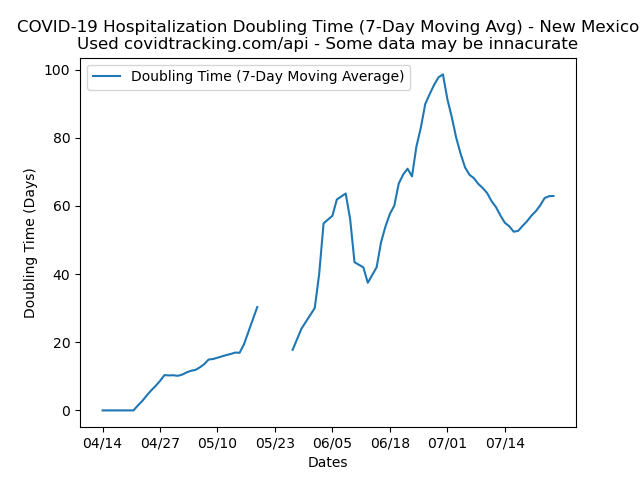 COVID-19 Hospitalization Doubling Time (7-Day Moving Avg) - New Mexico
Used covidtracking.com/api - Some data may be innacurate
Doubling Time (7-Day Moving Average)
100
80
60
40
20
0
Doubling Time (Days)
04/14 04/27 05/10 05/23 06/05 06/18 07/01 07/14
Dates